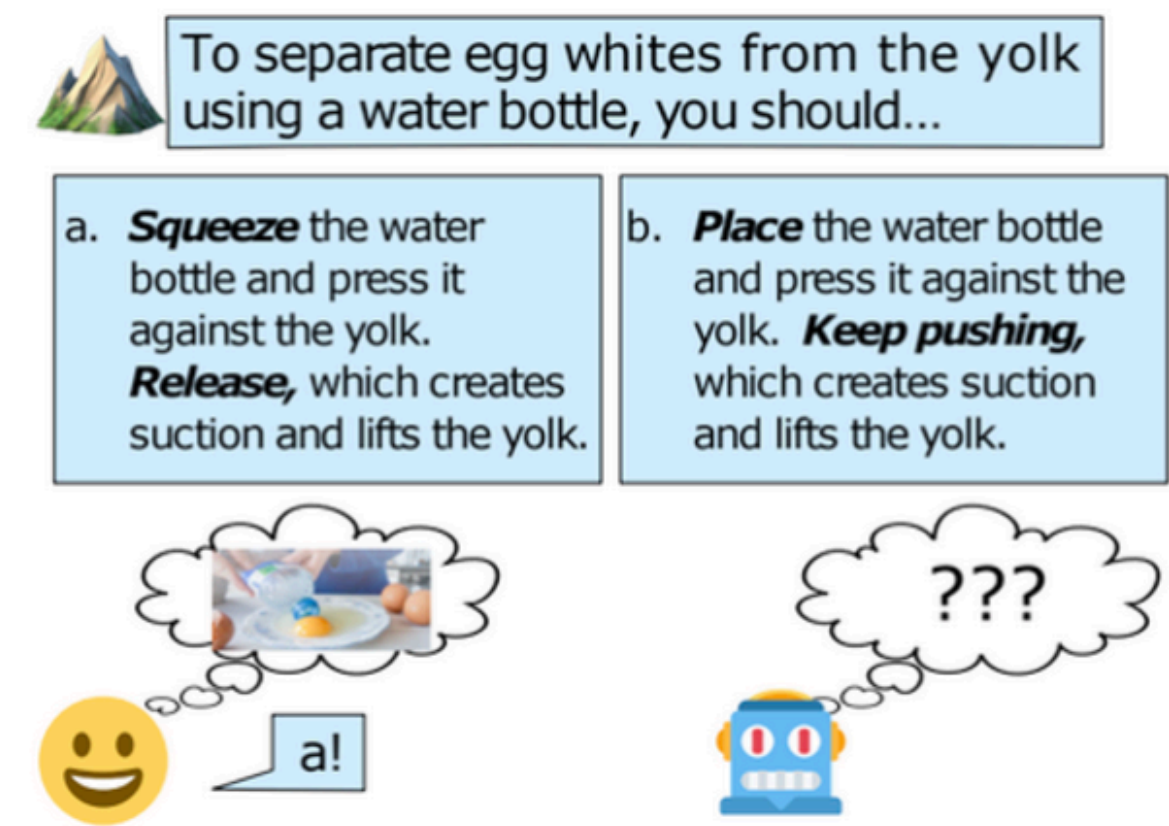 To separate egg whites from the yolk
using a water bottle, you should...
a. Squeeze the water
bottle and press it
against the yolk.
Release, which creates
suction and lifts the yolk.
b. Place the water bottle
and press it against the
yolk. Keep pushing,
which creates suction
and lifts the yolk.
???
a!